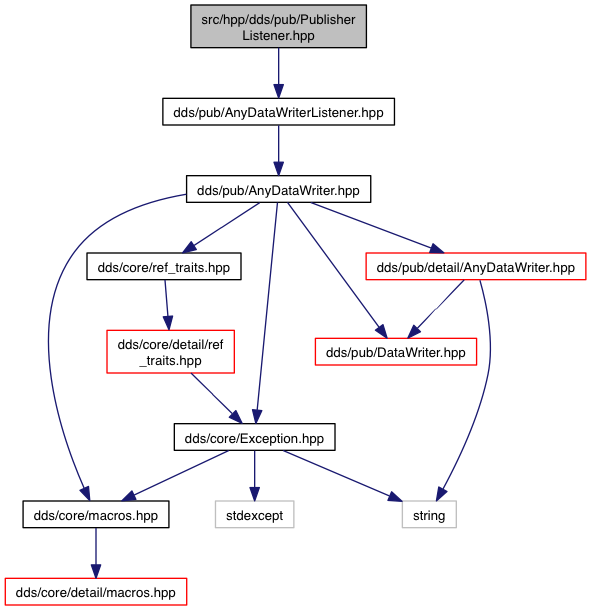 src/hpp/dds/pub/Publisher
Listener.hpp
dds/pub/AnyDataWriterListener.hpp
dds/pub/AnyDataWriter.hpp
dds/core/ref_traits.hpp
dds/pub/detail/AnyDataWriter.hpp
dds/core/detail/ref
_traits.hpp
dds/pub/DataWriter.hpp
dds/core/Exception.hpp
dds/core/macros.hpp
stdexcept
string
dds/core/detail/macros.hpp